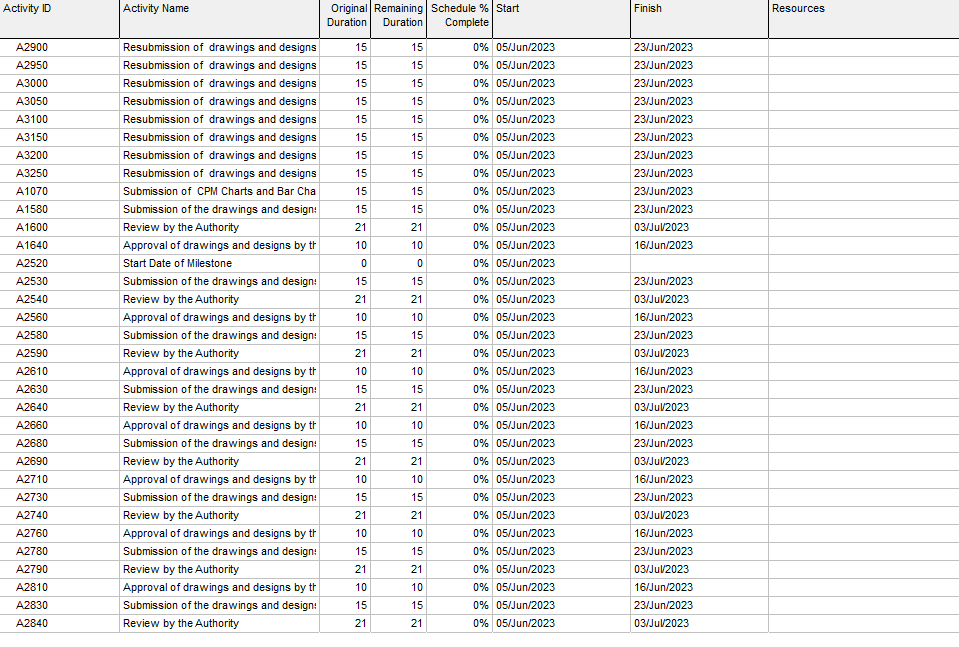 Activity ID Activity Name Original Duration Remaining Duration Schedule % Complete Start Finish Resources
A2900 Resubmission of drawings and designs 15 15 0% 05/Jun/2023 23/Jun/2023
A2950 Resubmission of drawings and designs 15 15 0% 05/Jun/2023 23/Jun/2023
A3000 Resubmission of drawings and designs 15 15 0% 05/Jun/2023 23/Jun/2023
A3050 Resubmission of drawings and designs 15 15 0% 05/Jun/2023 23/Jun/2023
A3100 Resubmission of drawings and designs 15 15 0% 05/Jun/2023 23/Jun/2023
A3150 Resubmission of drawings and designs 15 15 0% 05/Jun/2023 23/Jun/2023
A3200 Resubmission of drawings and designs 15 15 0% 05/Jun/2023 23/Jun/2023
A3250 Resubmission of drawings and designs 15 15 0% 05/Jun/2023 23/Jun/2023
A1070 Submission of CPM Charts and Bar Cha 15 15 0% 05/Jun/2023 23/Jun/2023
A1580 Submission of the drawings and designs 15 15 0% 05/Jun/2023 23/Jun/2023
A1600 Review by the Authority 21 21 0% 05/Jun/2023 03/Jul/2023
A1640 Approval of drawings and designs by th 10 10 0% 05/Jun/2023 16/Jun/2023
A2520 Start Date of Milestone 0 0 0% 05/Jun/2023
A2530 Submission of the drawings and designs 15 15 0% 05/Jun/2023 23/Jun/2023
A2540 Review by the Authority 21 21 0% 05/Jun/2023 03/Jul/2023
A2560 Approval of drawings and designs by th 10 10 0% 05/Jun/2023 16/Jun/2023
A2580 Submission of the drawings and designs 15 15 0% 05/Jun/2023 23/Jun/2023
A2590 Review by the Authority 21 21 0% 05/Jun/2023 03/Jul/2023
A2610 Approval of drawings and designs by th 10 10 0% 05/Jun/2023 16/Jun/2023
A2630 Submission of the drawings and designs 15 15 0% 05/Jun/2023 23/Jun/2023
A2640 Review by the Authority 21 21 0% 05/Jun/2023 03/Jul/2023
A2660 Approval of drawings and designs by th 10 10 0% 05/Jun/2023 16/Jun/2023
A2680 Submission of the drawings and designs 15 15 0% 05/Jun/2023 23/Jun/2023
A2690 Review by the Authority 21 21 0% 05/Jun/2023 03/Jul/2023
A2710 Approval of drawings and designs by th 10 10 0% 05/Jun/2023 16/Jun/2023
A2730 Submission of the drawings and designs 15 15 0% 05/Jun/2023 23/Jun/2023
A2740 Review by the Authority 21 21 0% 05/Jun/2023 03/Jul/2023
A2760 Approval of drawings and designs by th 10 10 0% 05/Jun/2023 16/Jun/2023
A2780 Submission of the drawings and designs 15 15 0% 05/Jun/2023 23/Jun/2023
A2790 Review by the Authority 21 21 0% 05/Jun/2023 03/Jul/2023
A2810 Approval of drawings and designs by th 10 10 0% 05/Jun/2023 16/Jun/2023
A2830 Submission of the drawings and designs 15 15 0% 05/Jun/2023 23/Jun/2023
A2840 Review by the Authority 21 21 0% 05/Jun/2023 03/Jul/2023